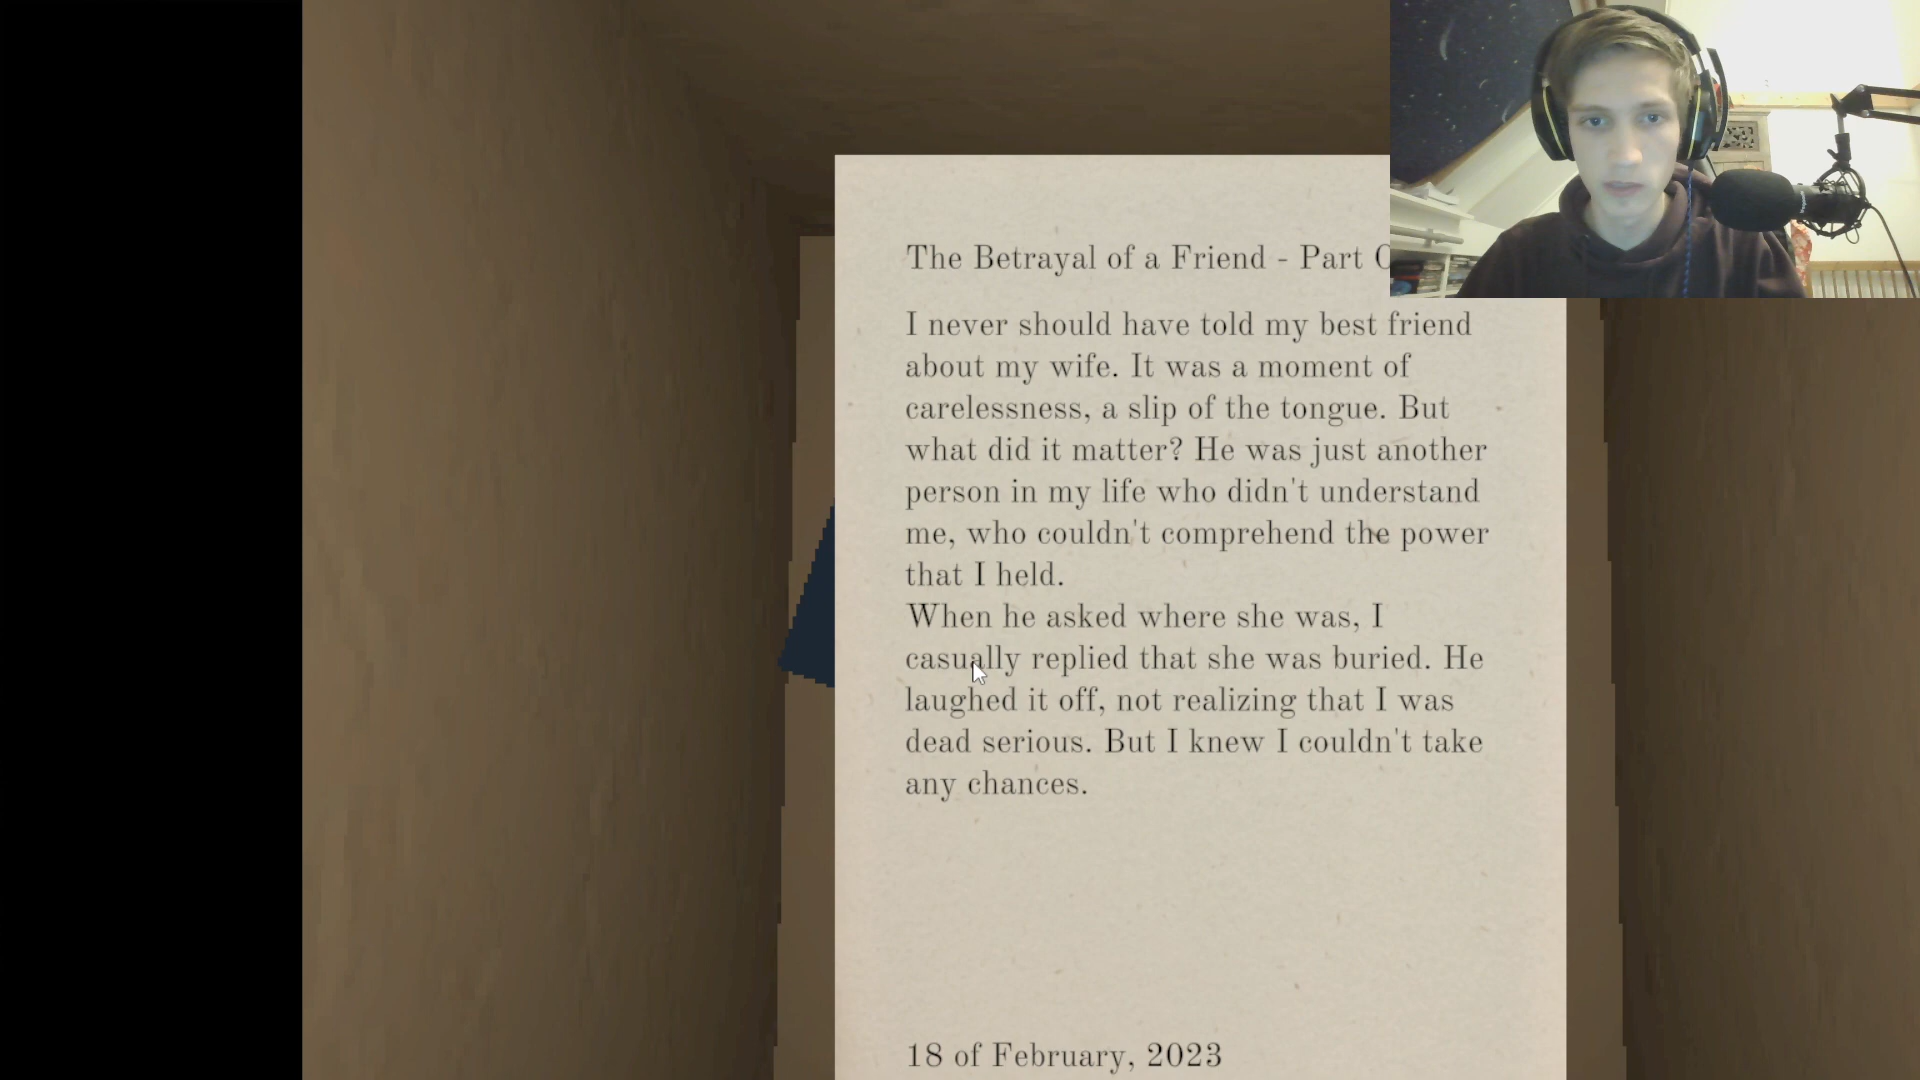 The Betrayal of a Friend - Part
I never should have told my best friend
about my wife. It was a moment of
carelessness, a slip of the tongue. But
what did it matter? He was just another
person in my life who didn't understand
me, who couldn't comprehend the power
that I held.
When he asked where she was, I
casually replied that she was buried. He
laughed it off, not realizing that I was
dead serious. But I knew I couldn't take
any chances.
18 of February, 2023